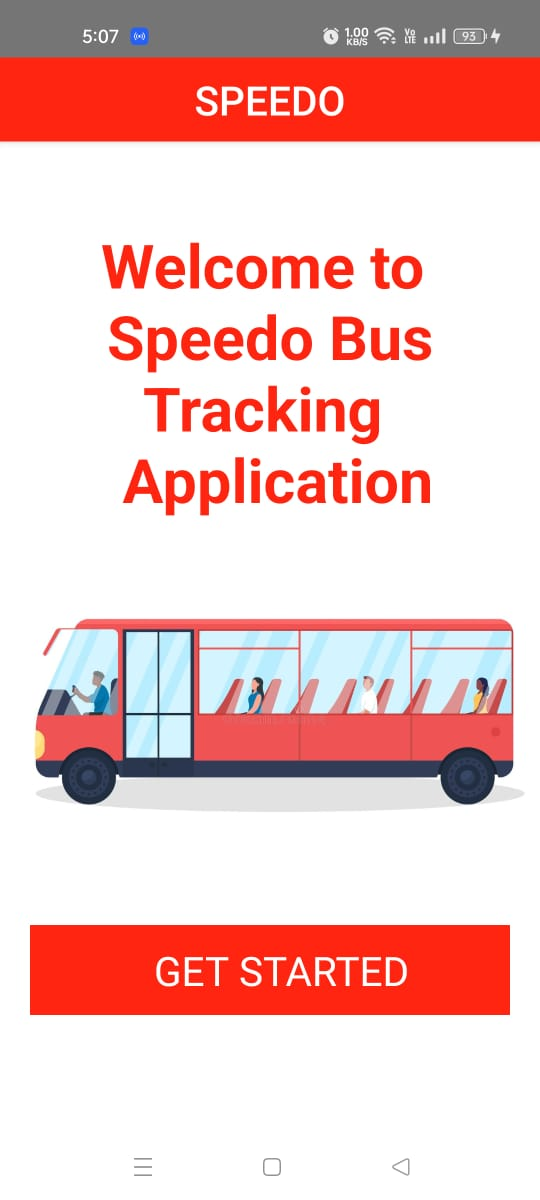 5:07 1.00 KB/S Vo LTE 93
SPEEDO
Welcome to
Speedo Bus
Tracking
Application
GET STARTED